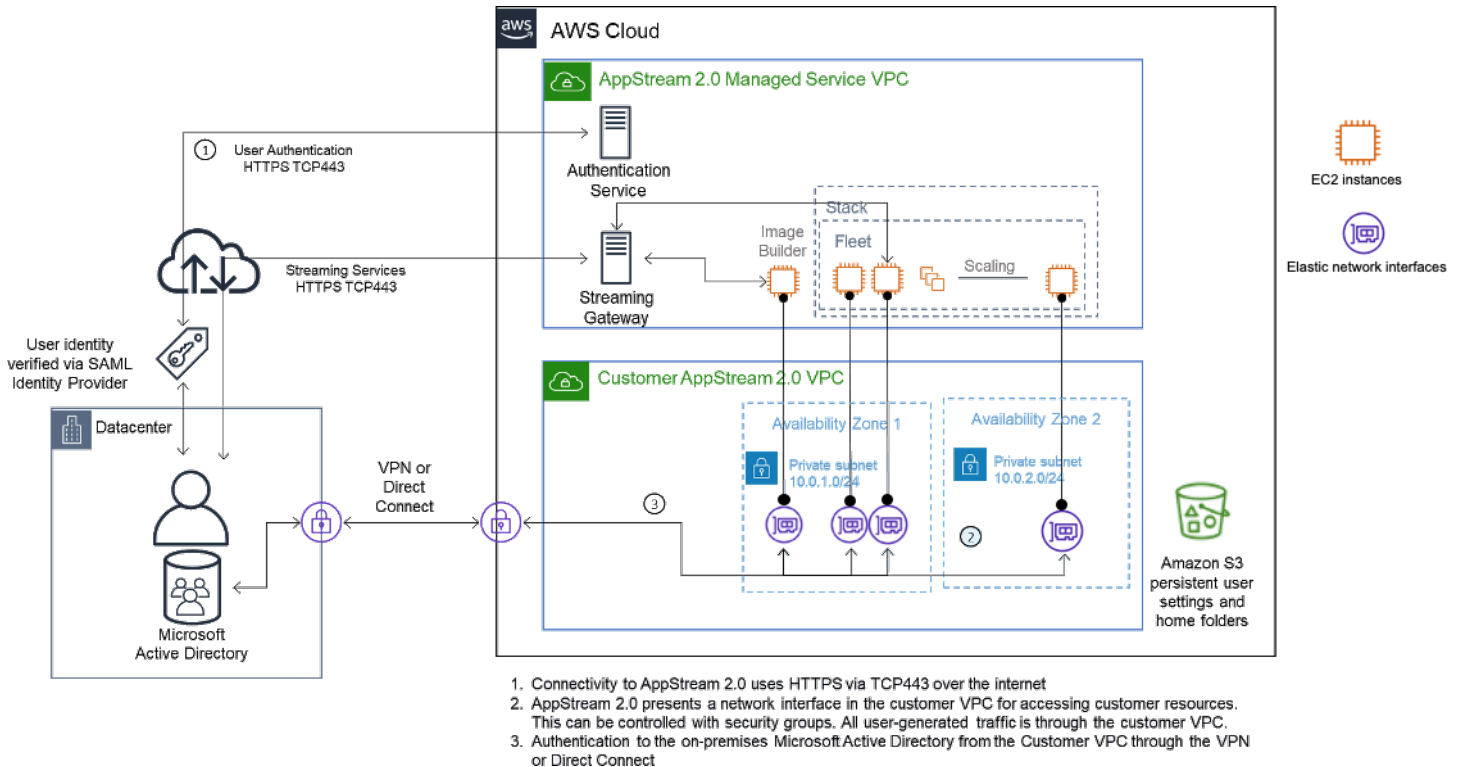 aws
AWS Cloud
AppStream 2.0 Managed Service VPC
1
User Authentication
HTTPS TCP443
Authentication
Service
EC2 instances
Stack
Image
Builder
Fleet
Scaling
Elastic network interfaces
Streaming Services
HTTPS TCP443
Streaming
Gateway
User identity
verified via SAML
Identity Provider
Customer AppStream 2.0 VPC
Datacenter
Availability Zone 1
Availability Zone 2
Private subnet
10.0.1.0/24
Private subnet
10.0.2.0/24
VPN or
Direct
Connect
3
2
Amazon S3
persistent user
settings and
home folders
Microsoft
Active Directory
1. Connectivity to AppStream 2.0 uses HTTPS via TCP443 over the internet
2. AppStream 2.0 presents a network interface in the customer VPC for accessing customer resources.
This can be controlled with security groups. All user-generated traffic is through the customer VPC.
3. Authentication to the on-premises Microsoft Active Directory from the Customer VPC through the VPN
or Direct Connect